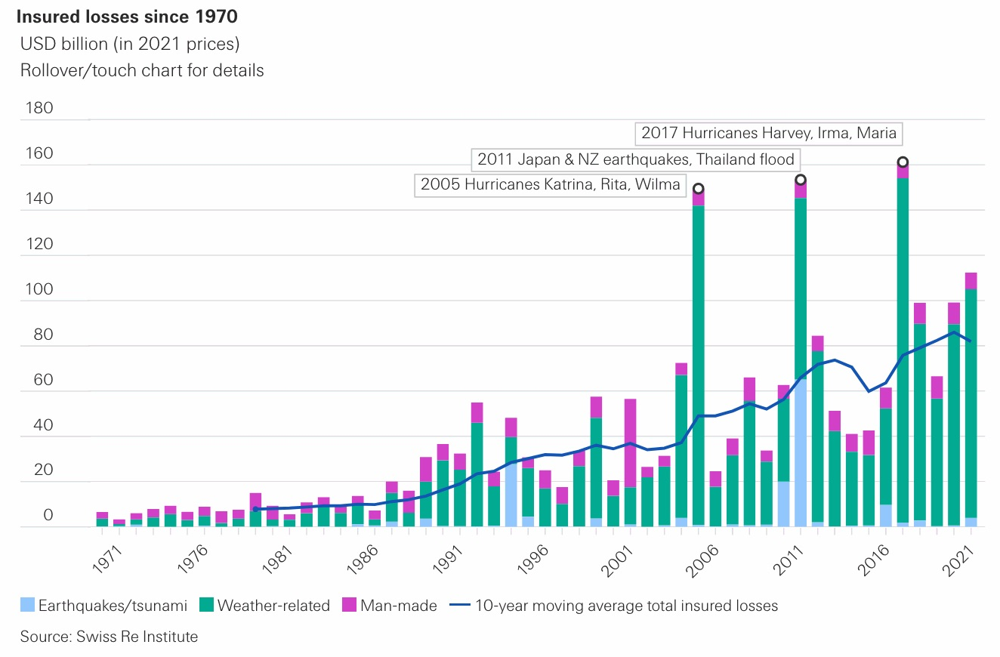 Insured losses since 1970
USD billion (in 2021 prices)
Rollover/touch chart for details
180
160
140
120
100
80
60
40
20
0
2017 Hurricanes Harvey, Irma, Maria
2011 Japan & NZ earthquakes, Thailand flood
2005 Hurricanes Katrina, Rita, Wilma
1971 1976 1981 1986 1991 1996 2001 2006 2011 2016 2021
Earthquakes/tsunami Weather-related Man-made 10-year moving average total insured losses
Source: Swiss Re Institute